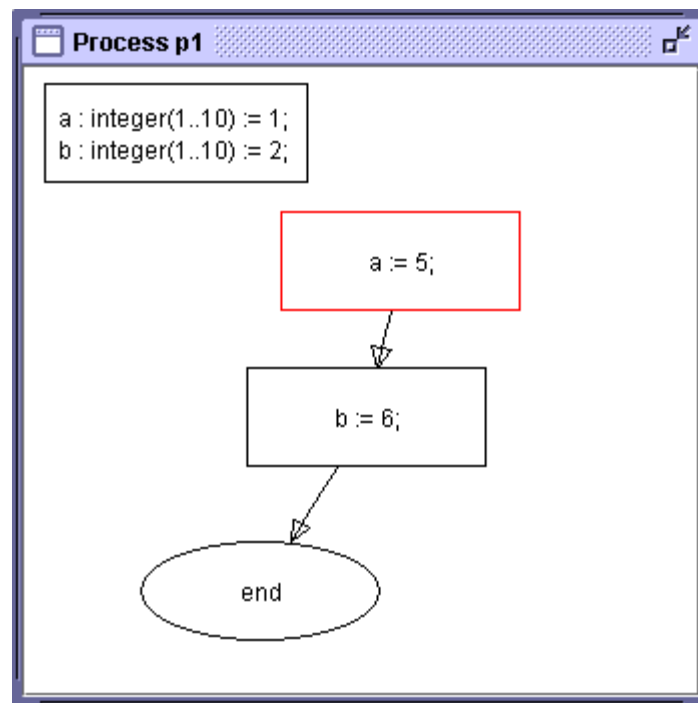 Process p1
a : integer(1..10) := 1;
b : integer(1..10) := 2;
a := 5;
b := 6;
end